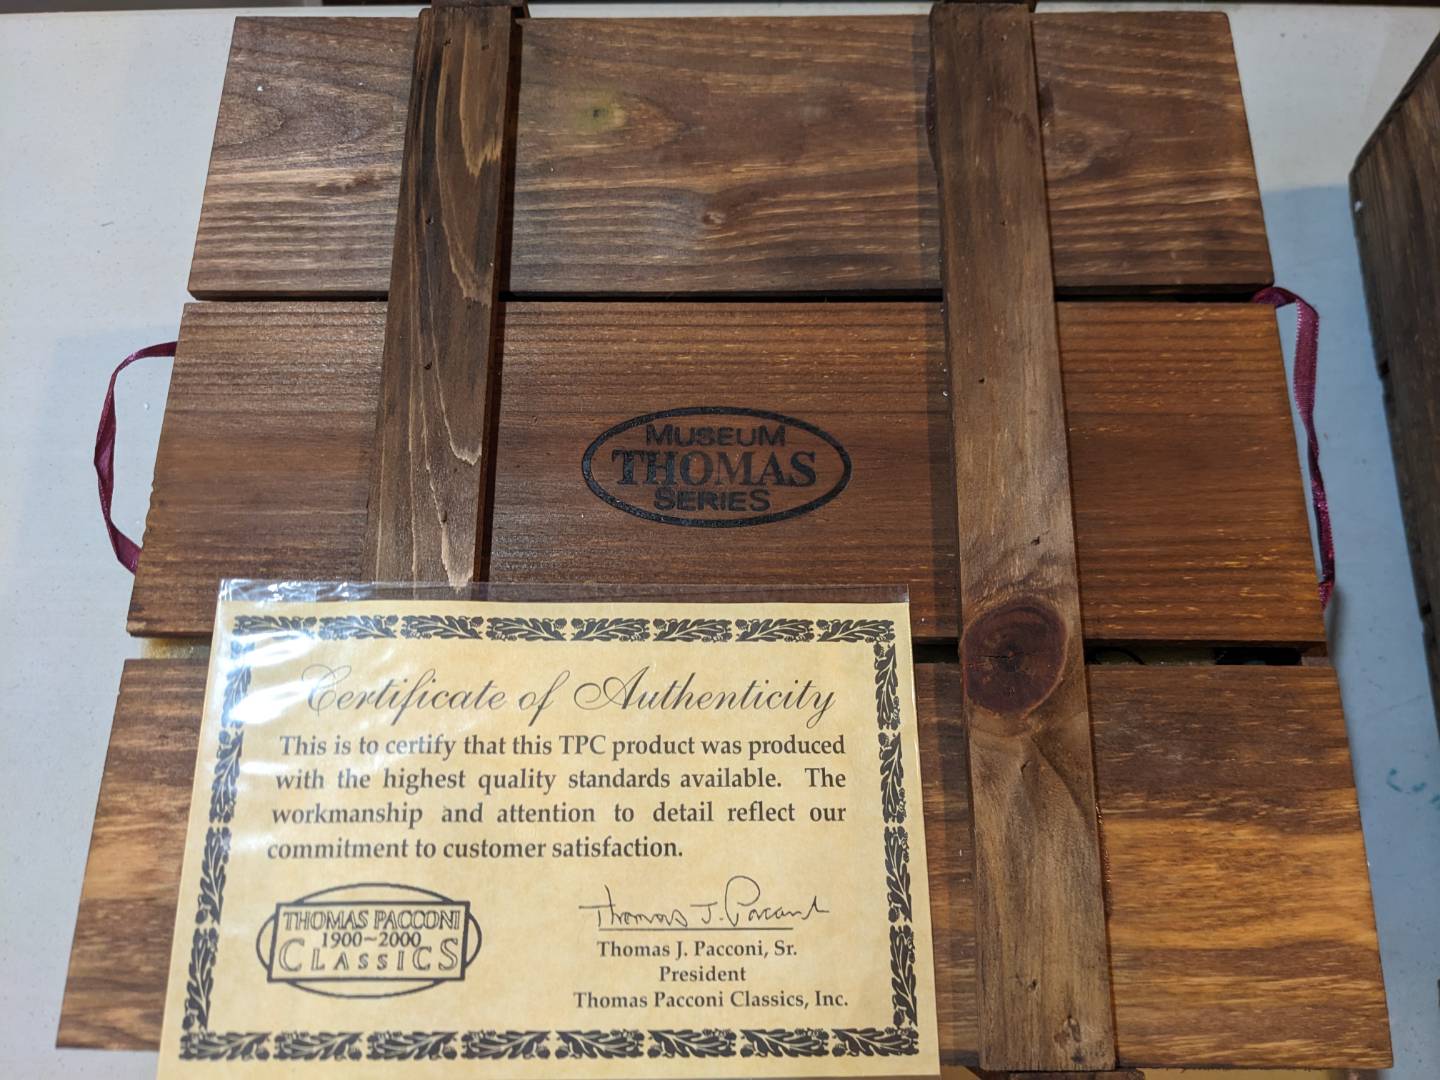 MUSEUM
THOMAS
SERIES
Certificate of Authenticity
This is to certify that this TPC product was produced
with the highest quality standards available. The
workmanship and attention to detail reflect our
commitment to customer satisfaction.
THOMAS PACCONI
1900~2000
CLASSICS
Thomas J. Pacconi
Thomas J. Pacconi, Sr.
President
Thomas Pacconi Classics, Inc.